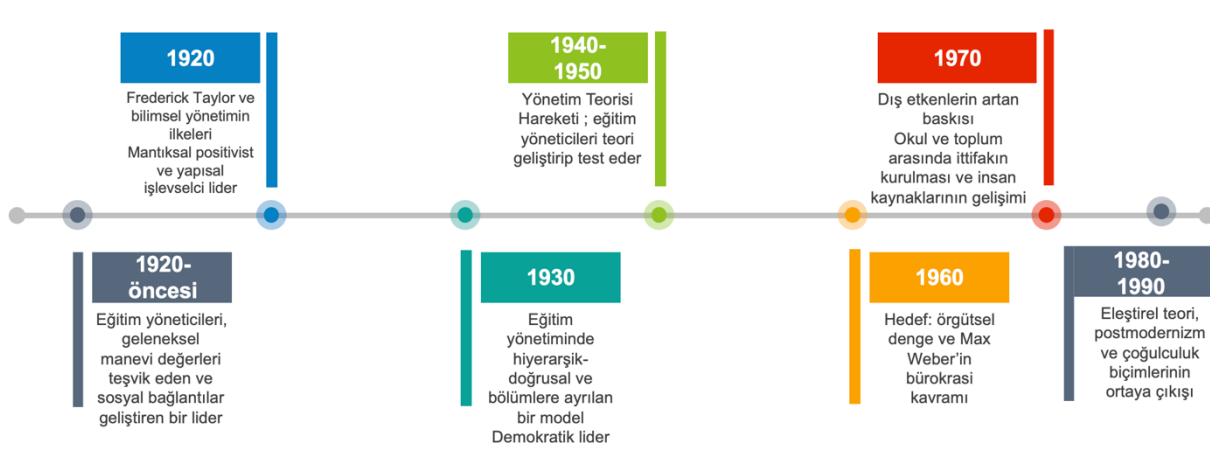 1920
Frederick Taylor ve
bilimsel yönetimin
ilkeleri
Mantıksal positivist
ve yapısal
işlevselci lider
1940-
1950
Yönetim Teorisi
Hareketi ; eğitim
yöneticileri teori
geliştirip test eder
1970
Dış etkenlerin artan
baskısı
Okul ve toplum
arasında ittifakın
kurulması ve insan
kaynaklarının gelişimi
1920-
öncesi
Eğitim yöneticileri,
geleneksel
manevi değerleri
teşvik eden ve
sosyal bağlantılar
geliştiren bir lider
1930
Eğitim
yönetiminde
hiyerarşik-
doğrusal ve
bölümlere ayrılan
bir model
Demokratik lider
1960
Hedef: örgütsel
denge ve Max
Weber'in
bürokrasi
kavramı
1980-
1990
Eleştirel teori,
postmodernizm
ve çoğulculuk
biçimlerinin
ortaya çıkışı